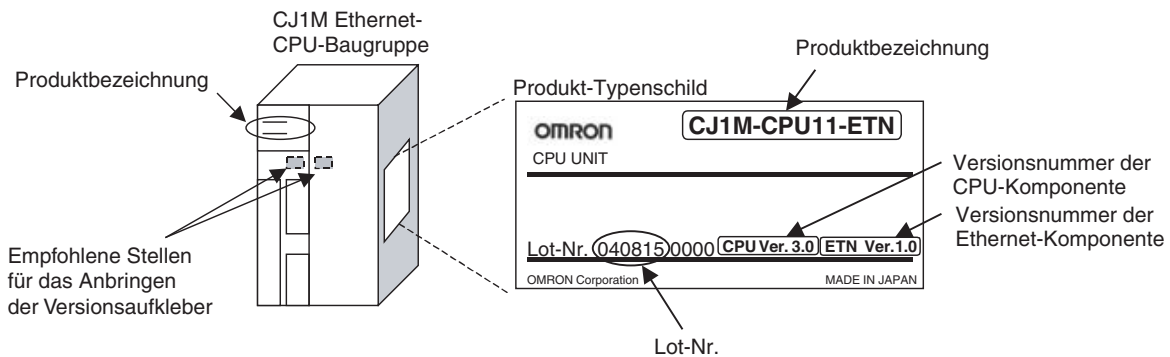 CJ1M Ethernet-
CPU-Baugruppe
Produktbezeichnung
Empfohlene Stellen
für das Anbringen
der Versionsaufkleber
Produkt-Typenschild
Produktbezeichnung
OMRON
CJ1M-CPU11-ETN
CPU UNIT
Versionsnummer der
CPU-Komponente
Versionsnummer der
Ethernet-Komponente
Lot-Nr. 040815 0000 CPU Ver. 3.0 ETN Ver.1.0
OMRON Corporation MADE IN JAPAN
Lot-Nr.